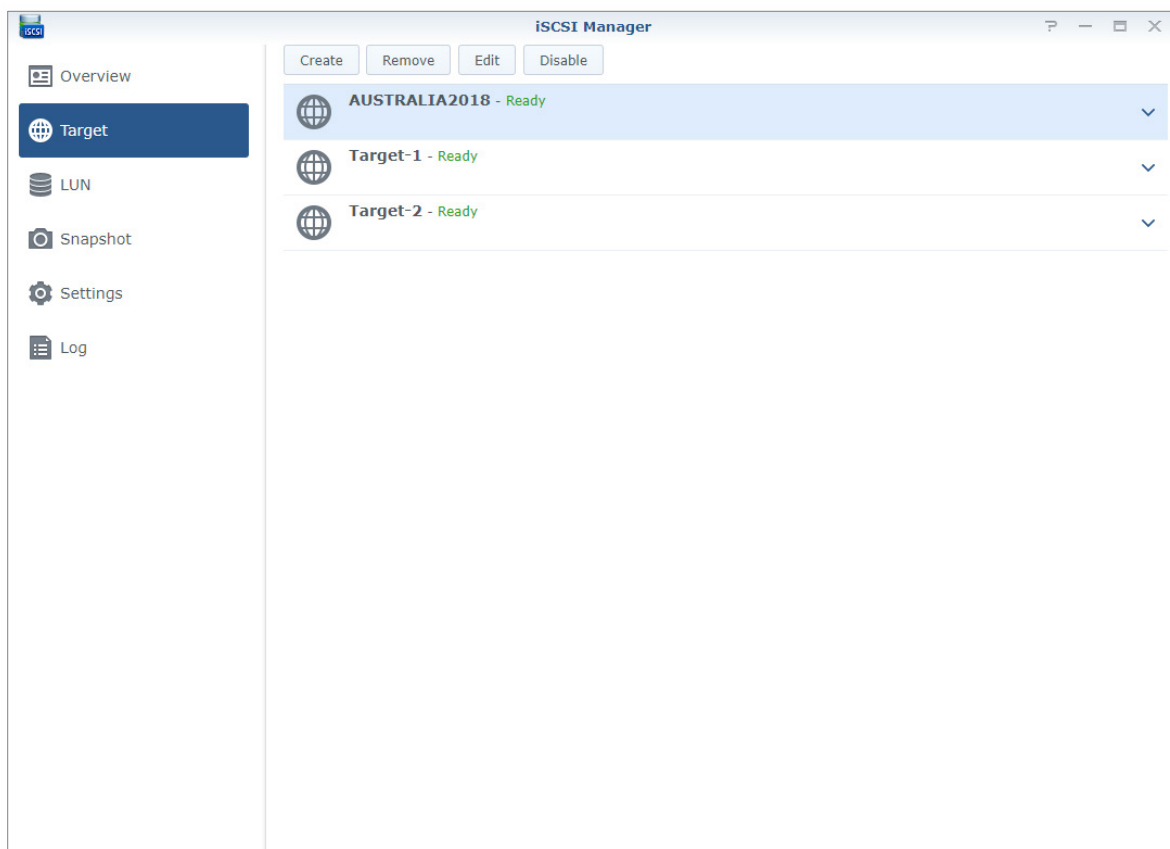 iSCSI
iSCSI Manager
Overview
Target
LUN
Snapshot
Settings
Log
Create Remove Edit Disable
AUSTRALIA2018 - Ready
Target-1 - Ready
Target-2 - Ready